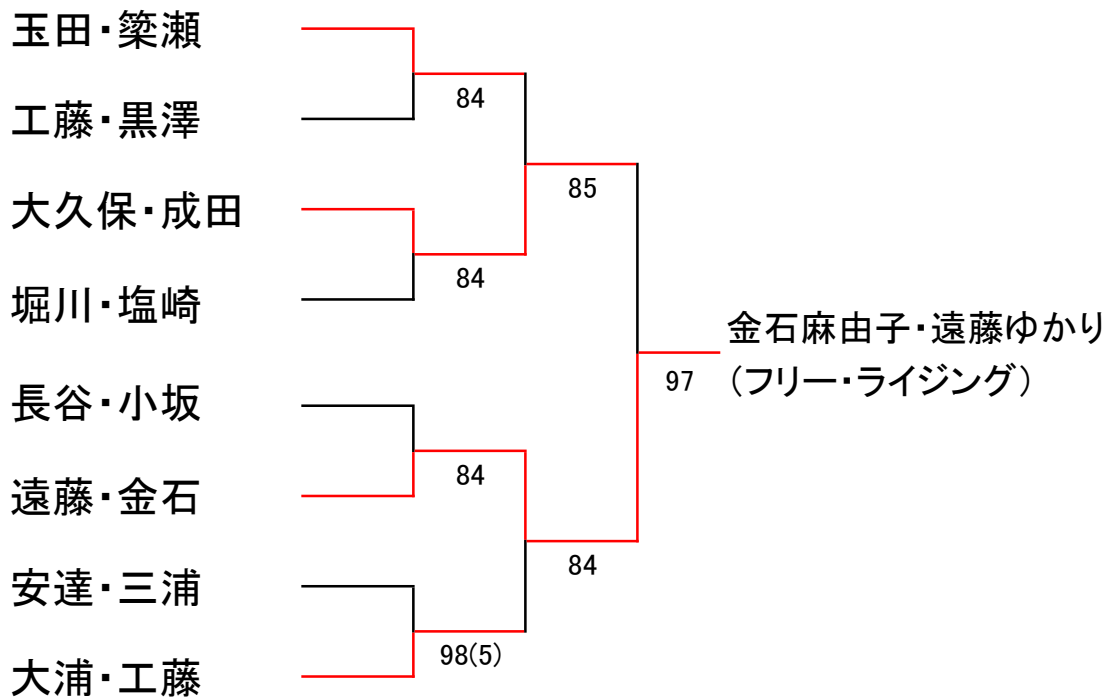 玉田・簗瀬
84
工藤・黒澤
85
大久保・成田
84
堀川・塩崎
金石麻由子・遠藤ゆかり
97
（フリー・ライジング）
長谷・小坂
84
遠藤・金石
84
安達・三浦
98(5)
大浦・工藤